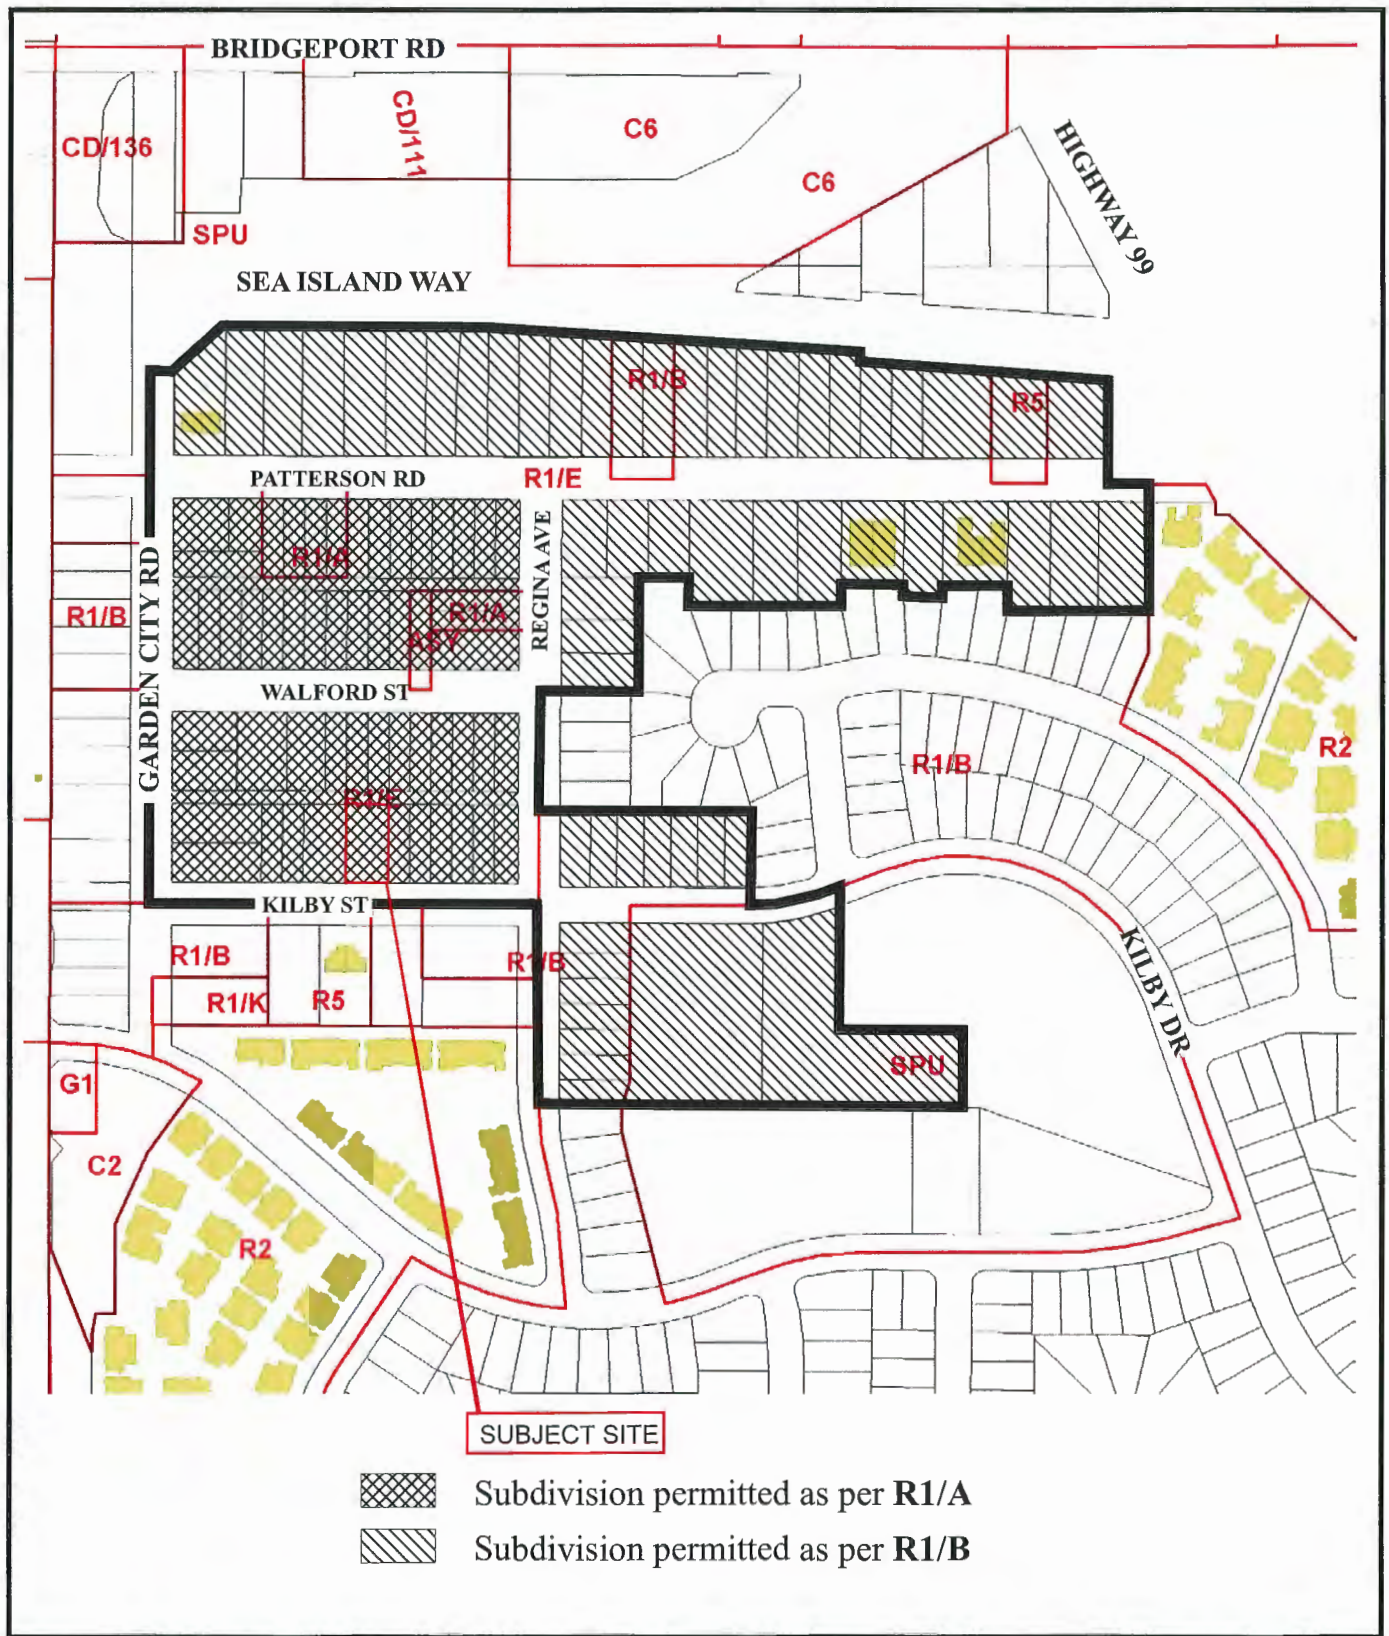 BRIDGEPORT RD
CD/136
CD/111
C6
C6
HIGHWAY 99
SPU
SEA ISLAND WAY
R1/B
R5
PATTERSON RD
R1/E
REGINA AVE
R1/A
R1/A
ASY
R1/B
GARDEN CITY RD
WALFORD ST
R1/B
R2
R1/E
KILBY ST
R1/B
R1/B
R1/K
R5
KILBY DR
SPU
G1
C2
R2
SUBJECT SITE
Subdivision permitted as per R1/A
Subdivision permitted as per R1/B